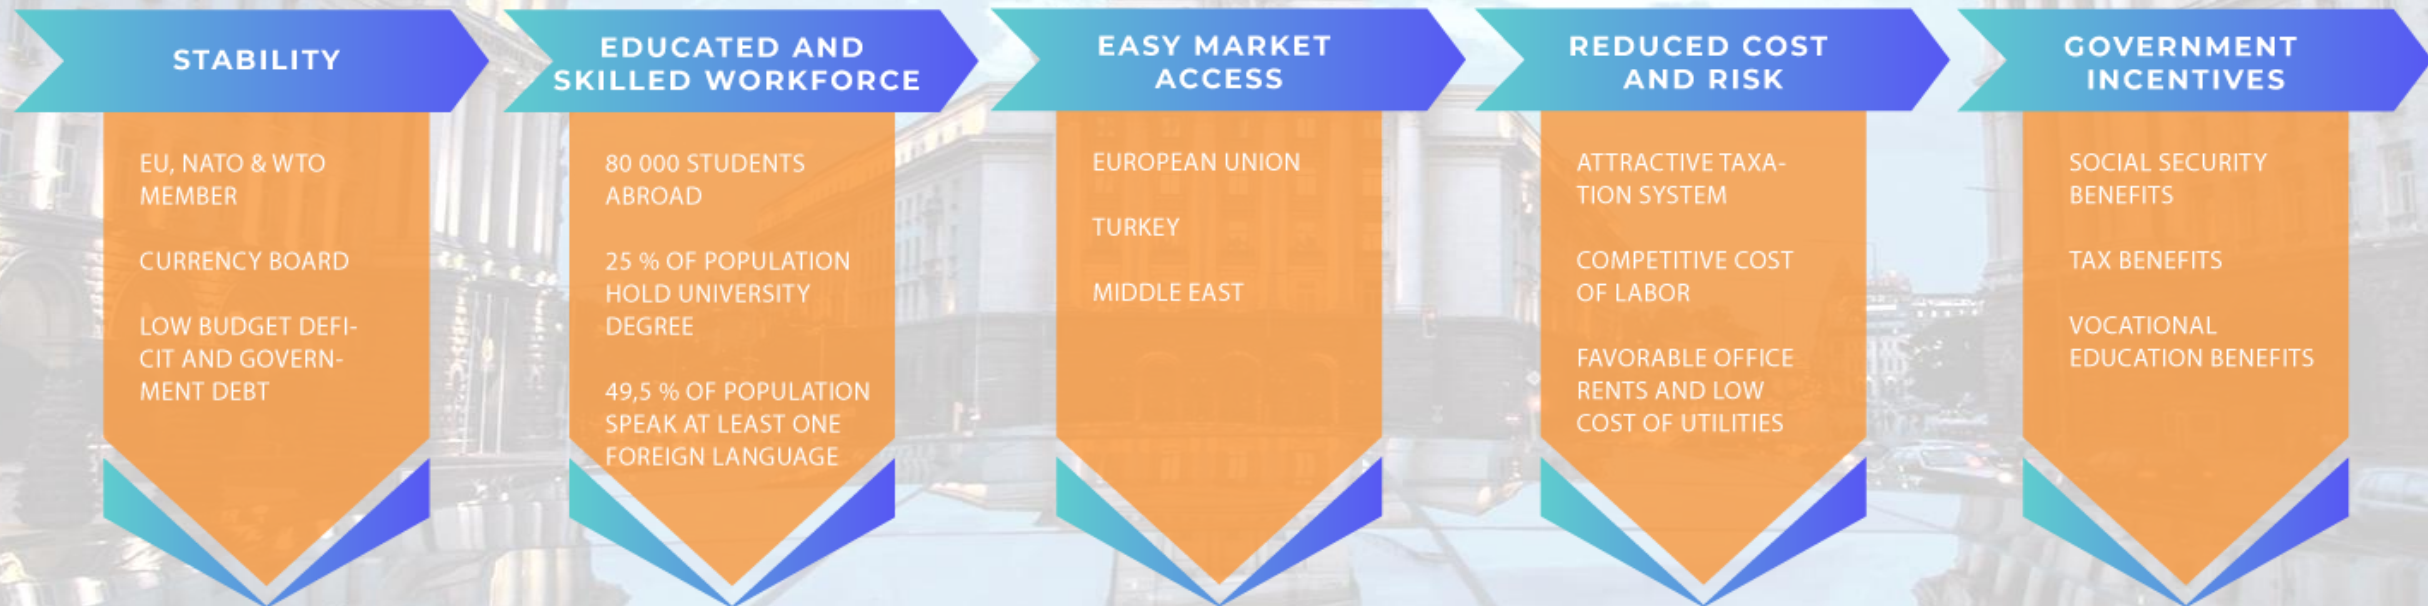 STABILITY
EU, NATO & WTO
MEMBER
CURRENCY BOARD
LOW BUDGET DEFI-
CIT AND GOVERN-
MENT DEBT
EDUCATED AND
SKILLED WORKFORCE
80 000 STUDENTS
ABROAD
25 % OF POPULATION
HOLD UNIVERSITY
DEGREE
49,5 % OF POPULATION
SPEAK AT LEAST ONE
FOREIGN LANGUAGE
EASY MARKET
ACCESS
EUROPEAN UNION
TURKEY
MIDDLE EAST
REDUCED COST
AND RISK
ATTRACTIVE TAXA-
TION SYSTEM
COMPETITIVE COST
OF LABOR
FAVORABLE OFFICE
RENTS AND LOW
COST OF UTILITIES
GOVERNMENT
INCENTIVES
SOCIAL SECURITY
BENEFITS
TAX BENEFITS
VOCATIONAL
EDUCATION BENEFITS